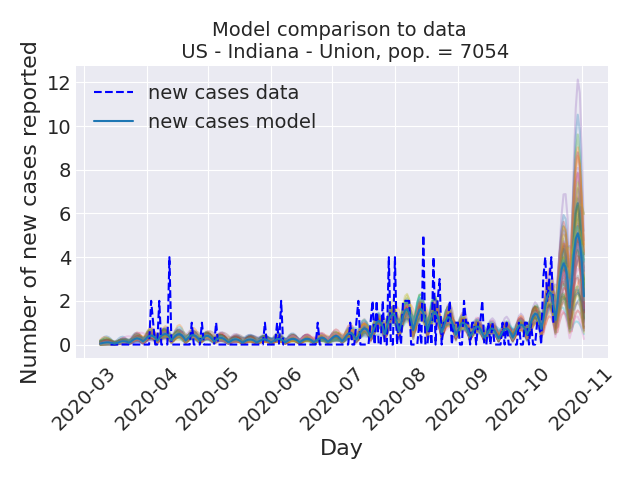 Model comparison to data
US - Indiana - Union, pop. = 7054
Number of new cases reported
12
10
8
6
4
2
0
new cases data
new cases model
2020-03
2020-04
2020-05
2020-06
2020-07
2020-08
2020-09
2020-10
2020-11
Day